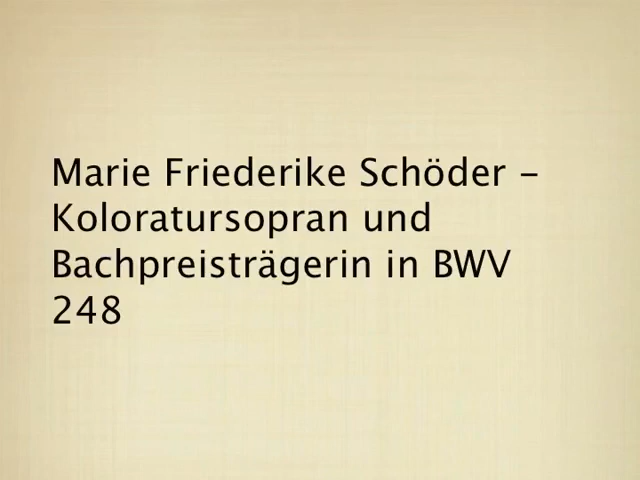 Marie Friederike Schöder -
Koloratursopran und
Bachpreisträgerin in BWV
248